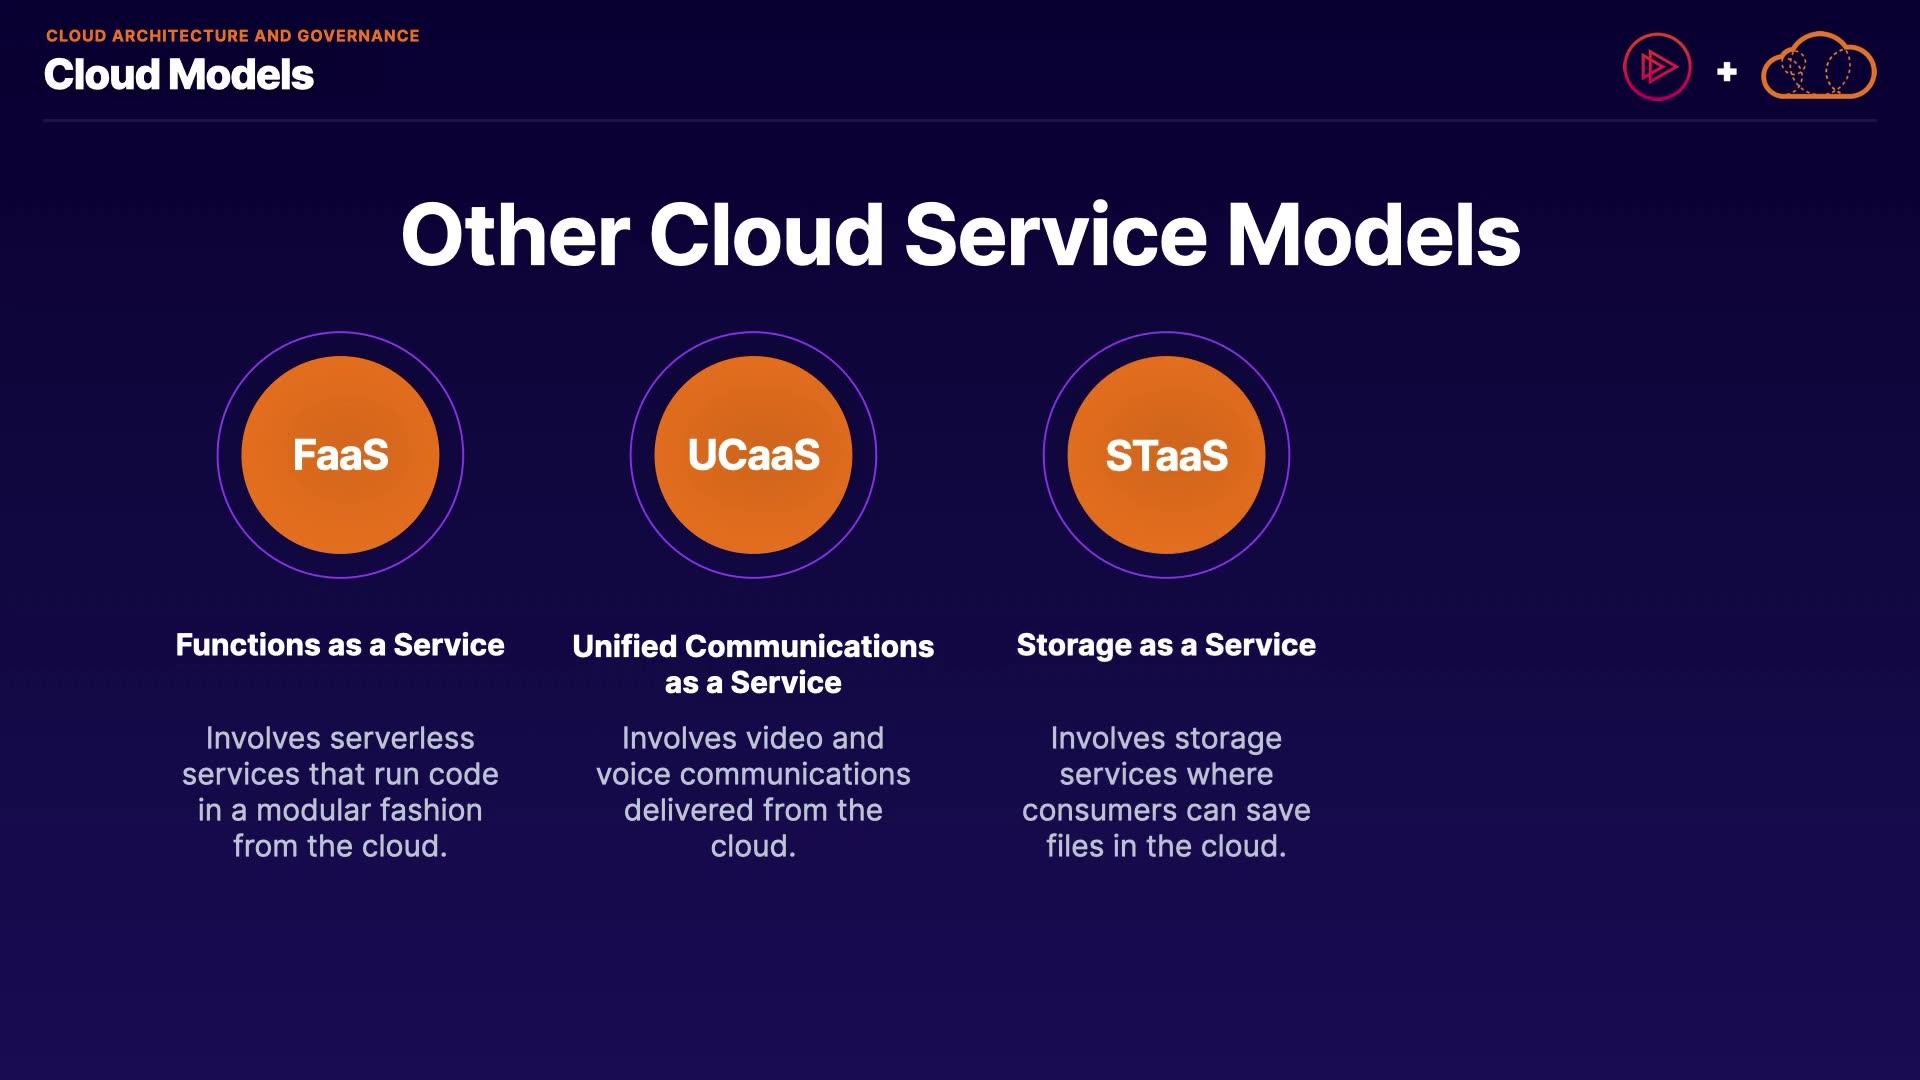 CLOUD ARCHITECTURE AND GOVERNANCE
Cloud Models
+
Other Cloud Service Models
FaaS
UCaaS
STaaS
Functions as a Service
Unified Communications
as a Service
Storage as a Service
Involves serverless
services that run code
in a modular fashion
from the cloud.
Involves video and
voice communications
delivered from the
cloud.
Involves storage
services where
consumers can save
files in the cloud.